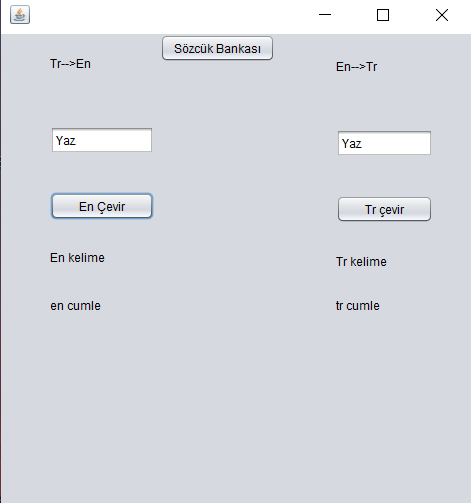 Sözcük Bankası
Tr-->En
En-->Tr
Yaz
Yaz
En Çevir
Tr çevir
En kelime
Tr kelime
en cumle
tr cumle